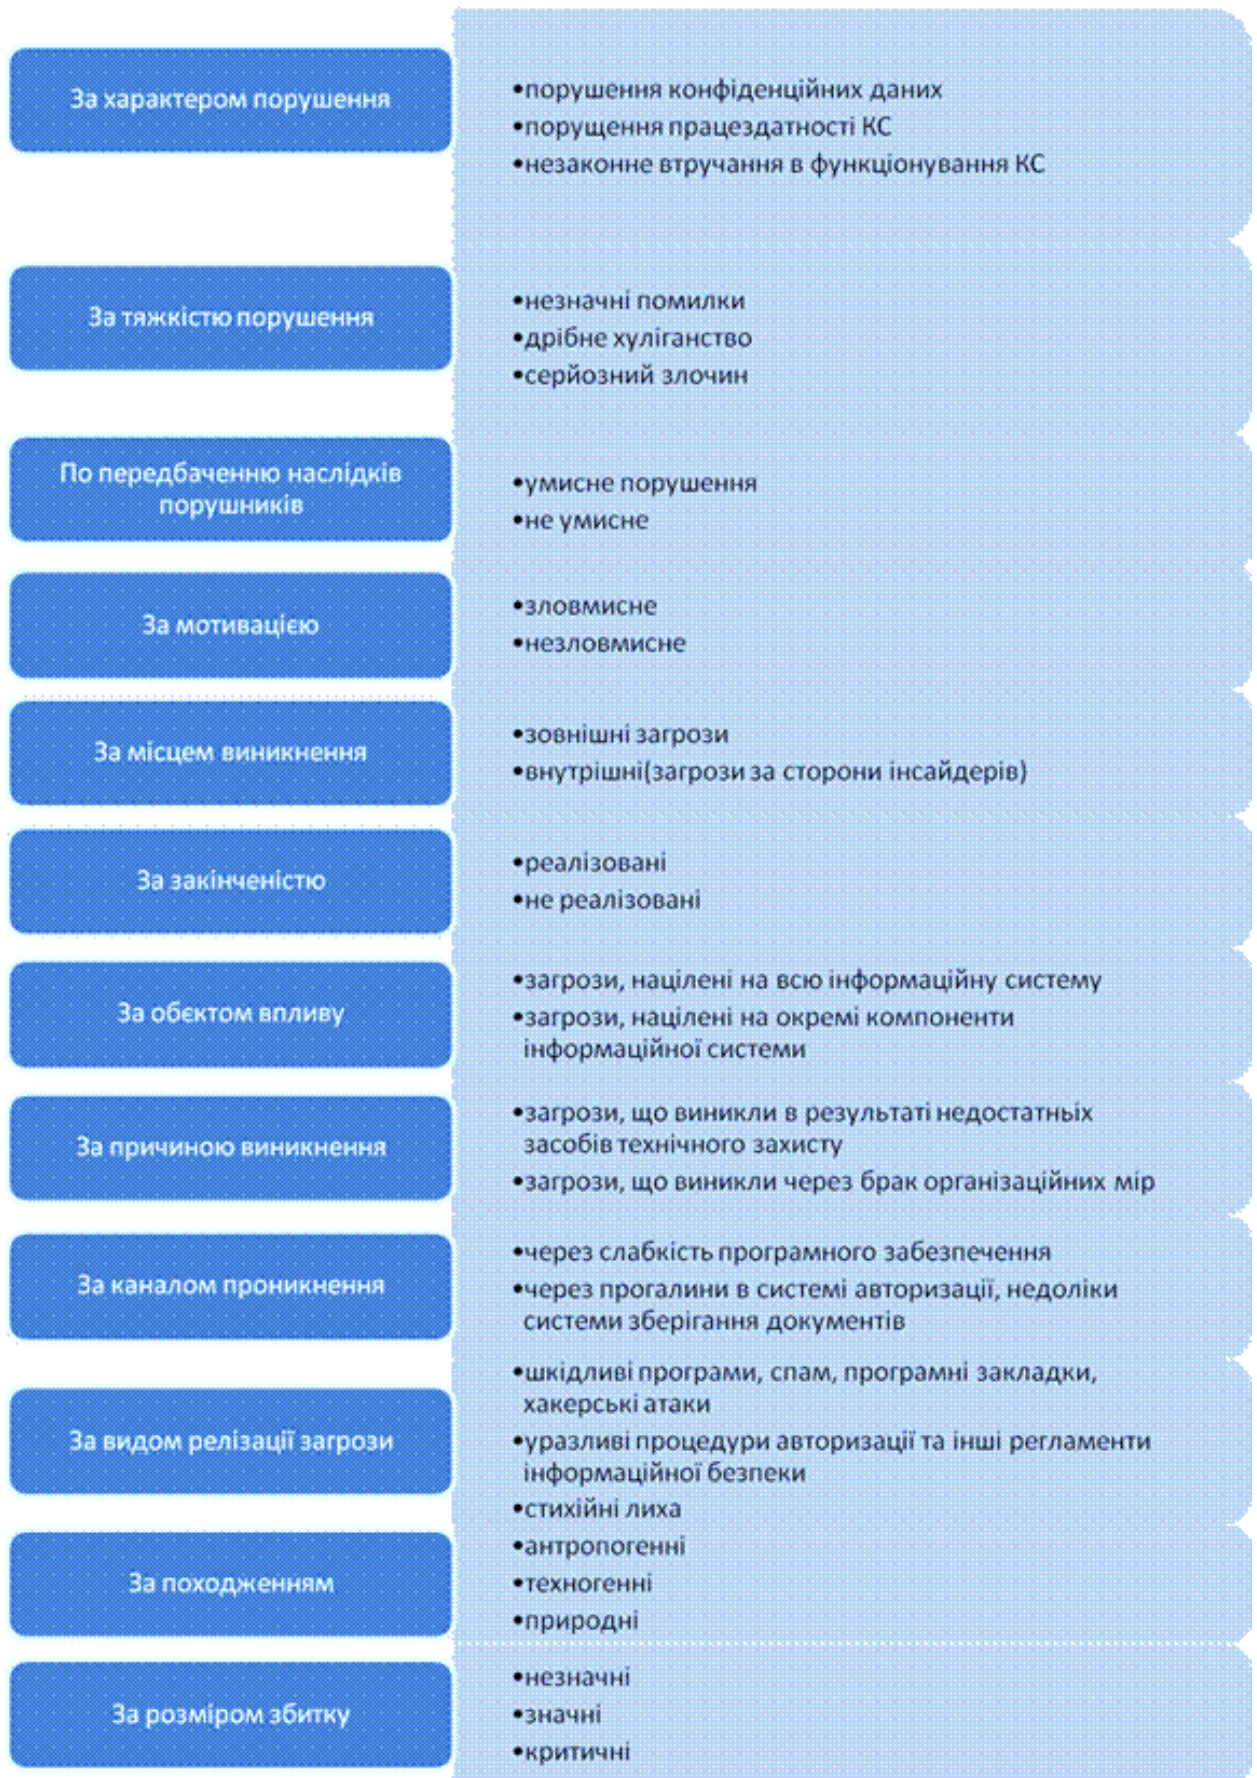 За характером порушення
•порушення конфіденційних даних
•порущення працездатності КС
•незаконне втручання в функціонування КС
За тяжкістю порушення
•незначні помилки
•дрібне хуліганство
•серйозний злочин
По передбаченню наслідків
порушників
•умисне порушення
•не умисне
За мотивацією
•зловмисне
•незловмисне
За місцем виникнення
•зовнішні загрози
•внутрішні(загрози за сторони інсайдерів)
За закінченістю
•реалізовані
•не реалізовані
За обєктом впливу
•загрози, націлені на всю інформаційну систему
•загрози, націлені на окремі компоненти
інформаційної системи
За причиною виникнення
•загрози, що виникли в результаті недостатньіх
засобів технічного захисту
•загрози, що виникли через брак організаційних мір
За каналом проникнення
•через слабкість програмного забезпечення
•через прогалини в системі авторизації, недоліки
системи зберігання документів
За видом релізації загрози
•шкідливі програми, спам, програмні закладки,
хакерські атаки
•уразливі процедури авторизації та інші регламенти
інформаційної безпеки
•стихійні лиха
За походженням
•антропогенні
•техногенні
•природні
За розміром збитку
•незначні
•значні
•критичні